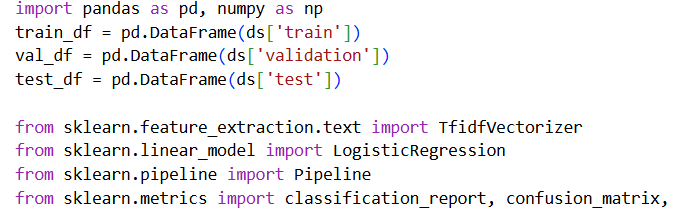 import pandas as pd, numpy as np
train_df = pd.DataFrame(ds['train'])
val_df = pd.DataFrame(ds['validation'])
test_df = pd.DataFrame(ds['test'])
from sklearn.feature_extraction.text import TfidfVectorizer
from sklearn.linear_model import LogisticRegression
from sklearn.pipeline import Pipeline
from sklearn.metrics import classification_report, confusion_matrix,